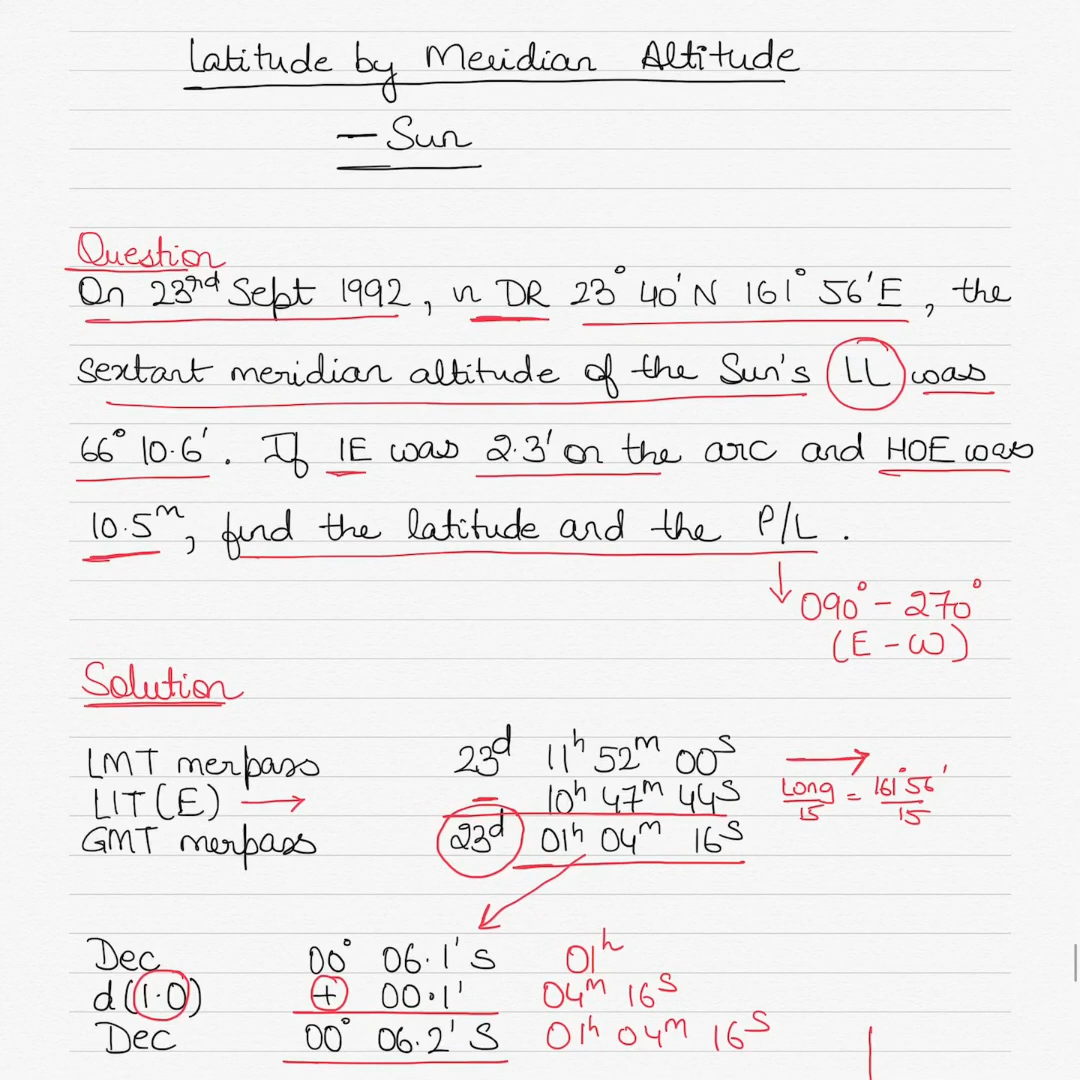 Latitude by Meridian Altitude
– Sun
Question
On 23rd Sept 1992, in DR 23° 40' N 161° 56' E, the
sextant meridian altitude of the Sun's LL was
66° 10.6'. If IE was 2.3' on the arc and HOE was
10.5m, find the latitude and the P/L.
↓ 090° – 270°
(E – W)
Solution
LMT merpass 23d 11h 52m 00s →
LIT (E) → 10h 47m 44s Long/15 = 161° 56'/15
GMT merpass 23d 01h 04m 16s
Dec 00° 06.1' S 01h
d (1.0) + 00.1' 04m 16s
Dec 00° 06.2' S 01h 04m 16s